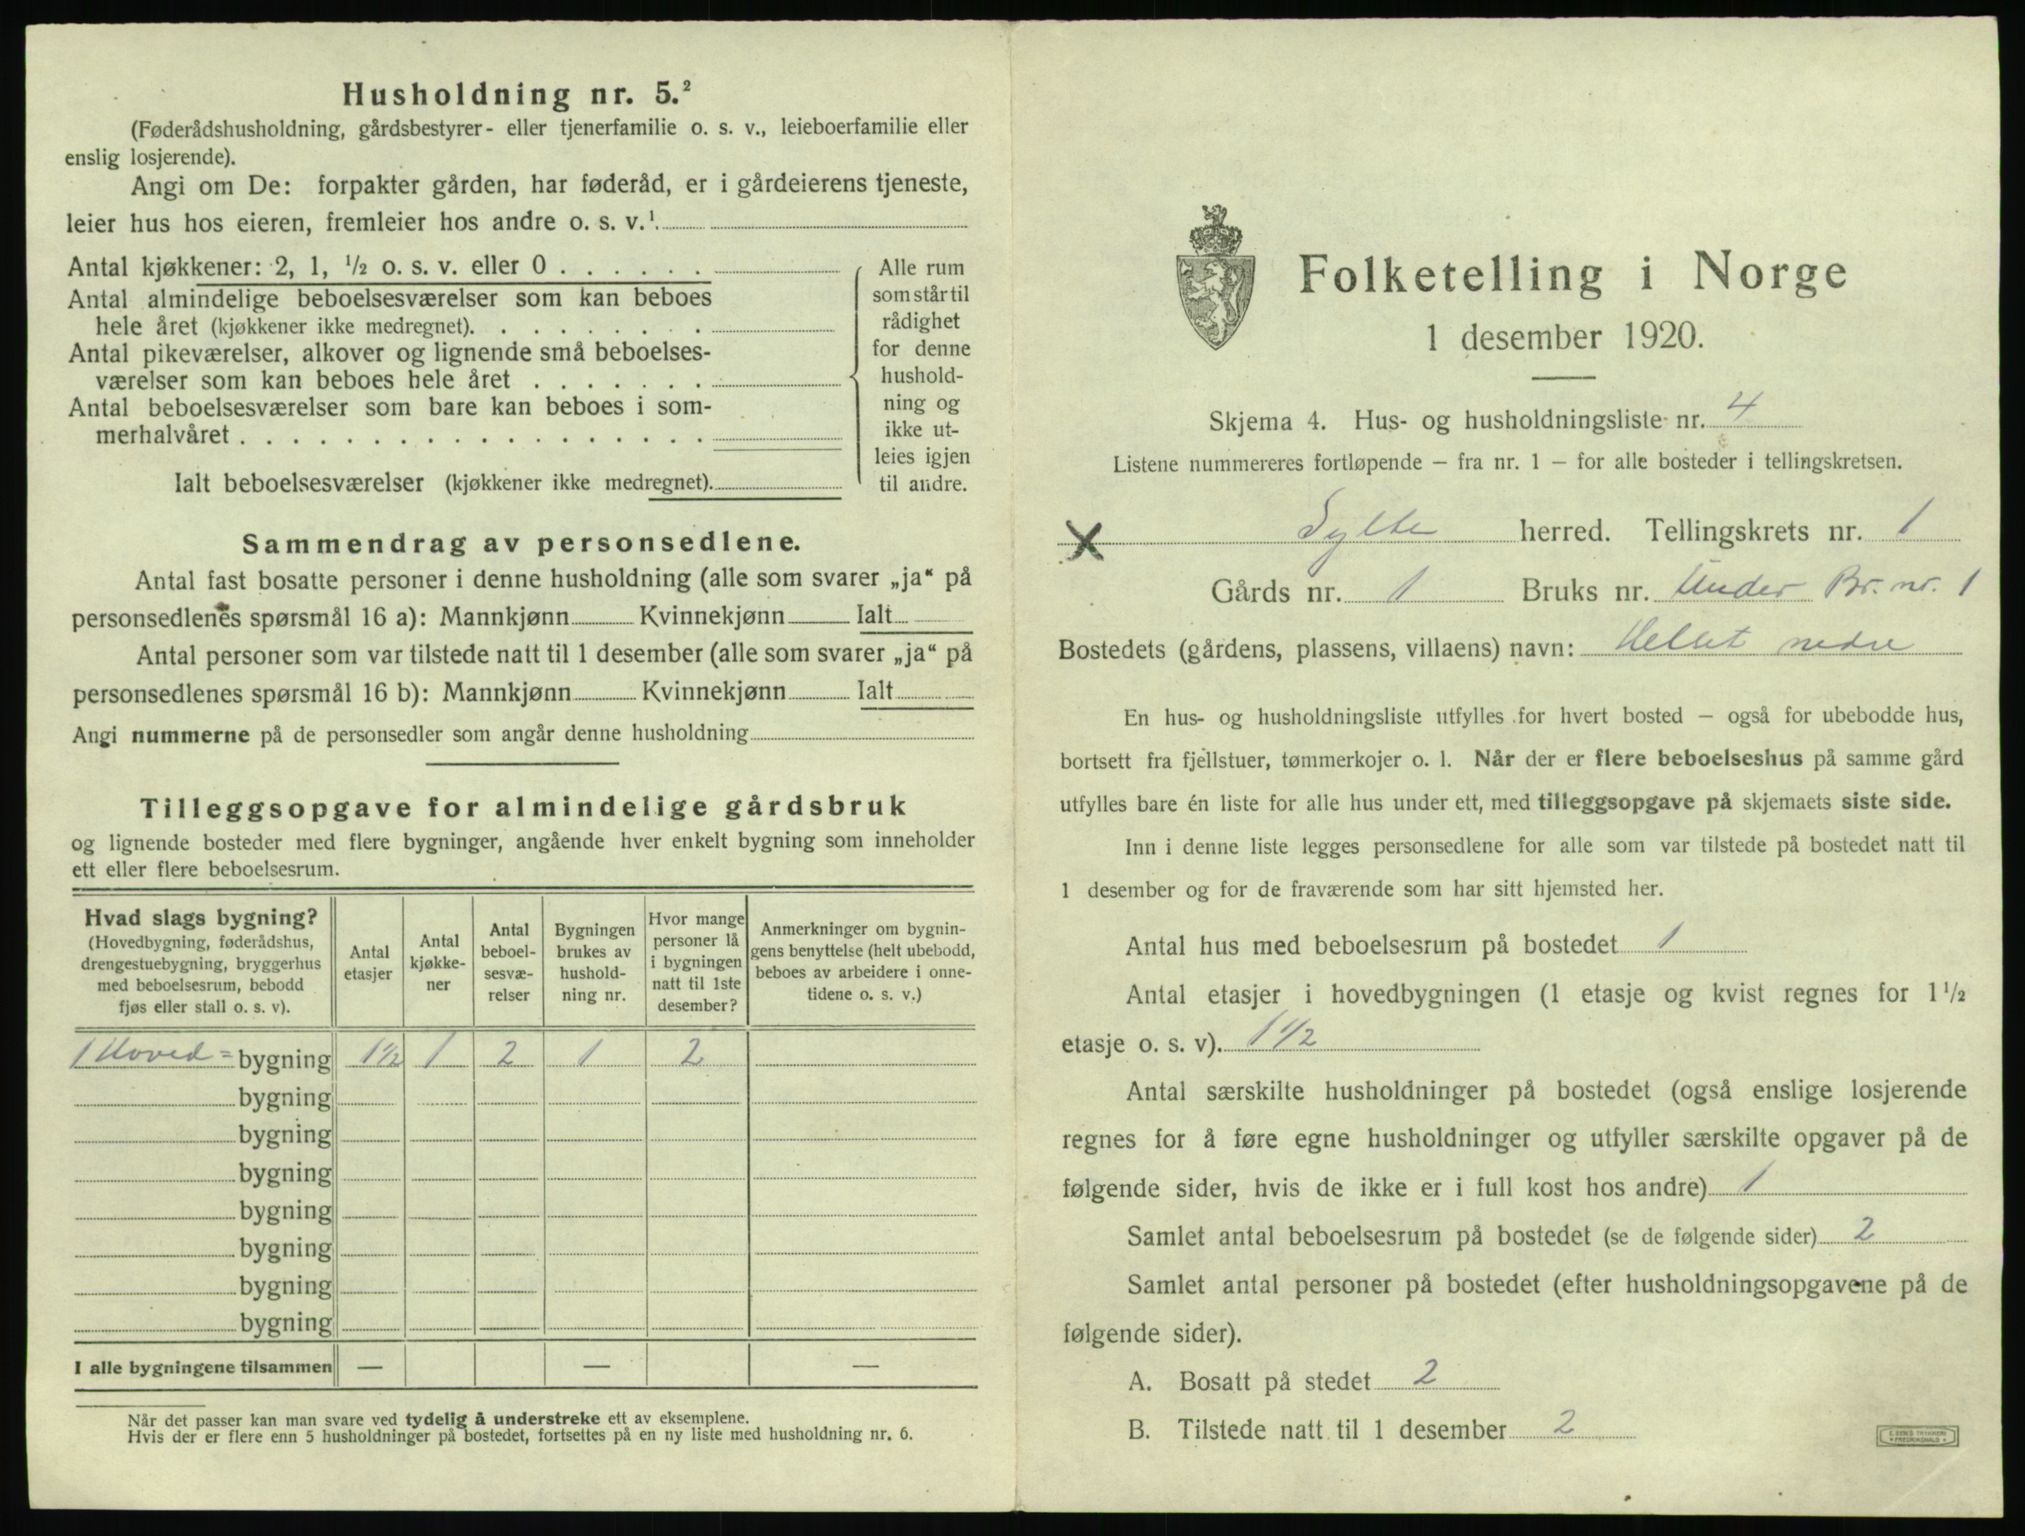 Husholdning nr. 5.²
(Føderådshusholdning, gårdsbestyrer- eller tjenerfamilie o. s. v., leieboerfamilie eller
enslig losjerende).
Angi om De: forpakter gården, har føderåd, er i gårdeierens tjeneste,
leier hus hos eieren, fremleier hos andre o. s. v.¹
Antal kjøkkener: 2, 1, ½ o. s. v. eller 0 . . . . . .
Antal almindelige beboelsesværelser som kan beboes
hele året (kjøkkener ikke medregnet). . . . . . . . .
Antal pikeværelser, alkover og lignende små beboelses-
værelser som kan beboes hele året . . . . . . .
Antal beboelsesværelser som bare kan beboes i som-
merhalvåret . . . . . . . . . . . . . . . . . .
Ialt beboelsesværelser (kjøkkener ikke medregnet).
Alle rum
som står til
rådighet
for denne
hushold-
ning og
ikke ut-
leies igjen
til andre.
Sammendrag av personsedlene.
Antal fast bosatte personer i denne husholdning (alle som svarer „ja“ på
personsedlenes spørsmål 16 a): Mannkjønn Kvinnekjønn Ialt
Antal personer som var tilstede natt til 1 desember (alle som svarer „ja“ på
personsedlenes spørsmål 16 b): Mannkjønn Kvinnekjønn Ialt
Angi nummerne på de personsedler som angår denne husholdning
Tilleggsopgave for almindelige gårdsbruk
og lignende bosteder med flere bygninger, angående hver enkelt bygning som inneholder
ett eller flere beboelsesrum.
Hvad slags bygning?
(Hovedbygning, føderådshus,
drengestuebygning, bryggerhus
med beboelsesrum, bebodd
fjøs eller stall o. s. v).
Antal
etasjer
Antal
kjøkke-
ner
Antal
beboel-
sesvæ-
relser
Bygningen
brukes av
hushold-
ning nr.
Hvor mange
personer lå
i bygningen
natt til 1ste
desember?
Anmerkninger om bygnin-
gens benyttelse (helt ubebodd,
beboes av arbeidere i onne-
tidene o. s. v.)
1 Hoved= bygning 1½ 1 2 1 2
bygning
bygning
bygning
bygning
bygning
bygning
bygning
I alle bygningene tilsammen — — —
Når det passer kan man svare ved tydelig å understreke ett av eksemplene.
Hvis der er flere enn 5 husholdninger på bostedet, fortsettes på en ny liste med husholdning nr. 6.
Folketelling i Norge
1 desember 1920.
Skjema 4. Hus- og husholdningsliste nr. 4
Listene nummereres fortløpende – fra nr. 1 – for alle bosteder i tellingskretsen.
X Sylte herred. Tellingskrets nr. 1
Gårds nr. 1 Bruks nr. Under Br. nr. 1
Bostedets (gårdens, plassens, villaens) navn: Hellet nedre
En hus- og husholdningsliste utfylles for hvert bosted – også for ubebodde hus,
bortsett fra fjellstuer, tømmerkojer o. l. Når der er flere beboelseshus på samme gård
utfylles bare én liste for alle hus under ett, med tilleggsopgave på skjemaets siste side.
Inn i denne liste legges personsedlene for alle som var tilstede på bostedet natt til
1 desember og for de fraværende som har sitt hjemsted her.
Antal hus med beboelsesrum på bostedet 1
Antal etasjer i hovedbygningen (1 etasje og kvist regnes for 1 ½
etasje o. s. v). 1 ½
Antal særskilte husholdninger på bostedet (også enslige losjerende
regnes for å føre egne husholdninger og utfyller særskilte opgaver på de
følgende sider, hvis de ikke er i full kost hos andre) 1
Samlet antal beboelsesrum på bostedet (se de følgende sider) 2
Samlet antal personer på bostedet (efter husholdningsopgavene på de
følgende sider).
A. Bosatt på stedet 2
B. Tilstede natt til 1 desember 2